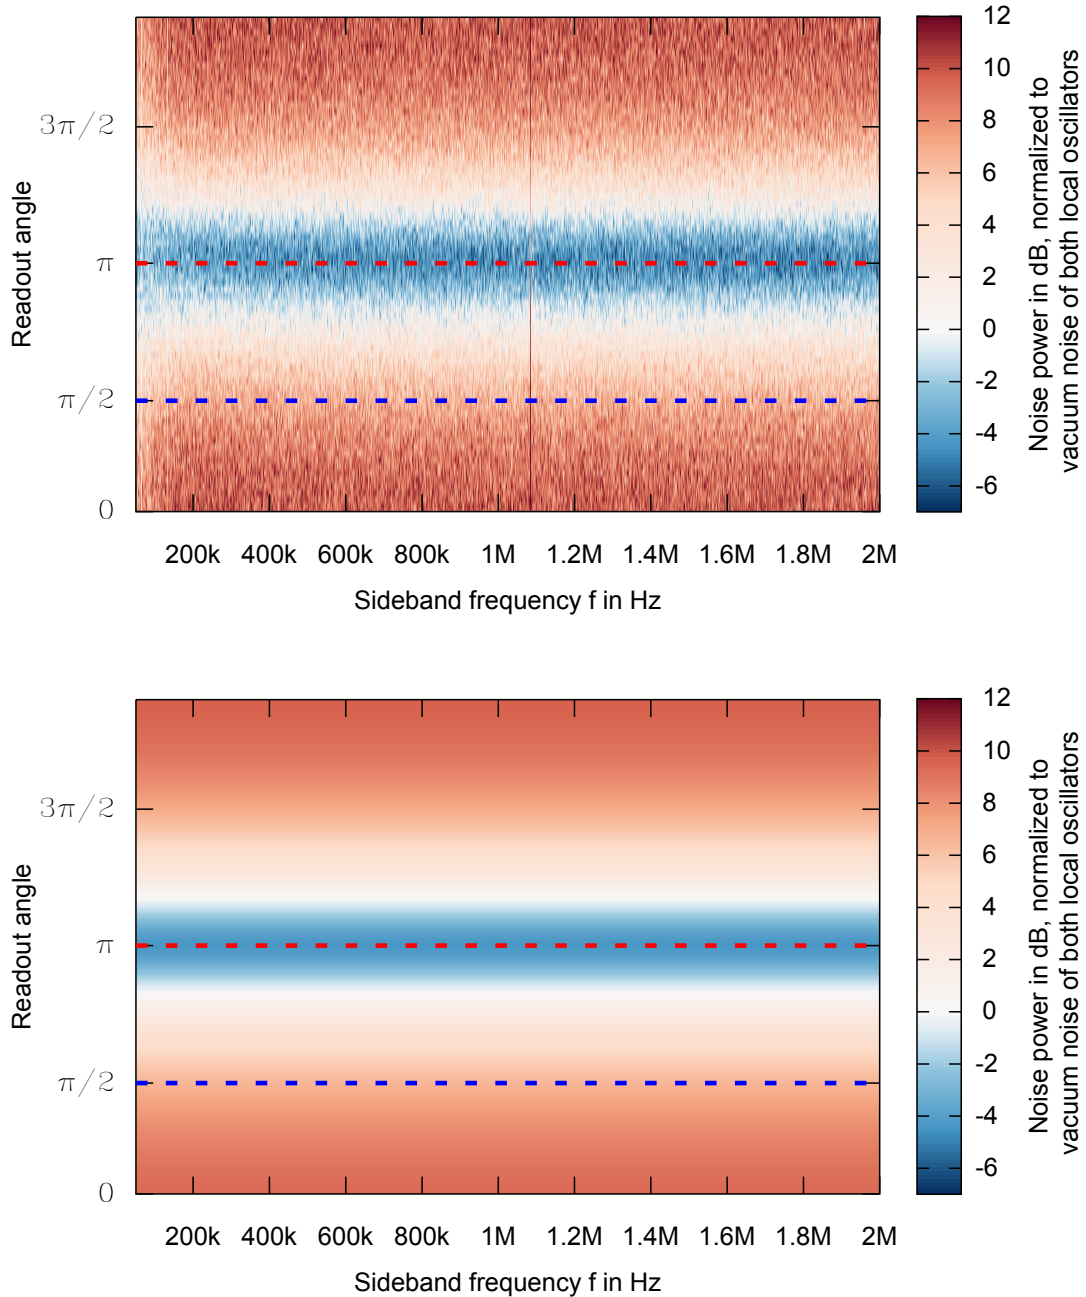 12
10
8
6
4
2
0
-2
-4
-6
Noise power in dB, normalized to
vacuum noise of both local oscillators
3π/2
π
π/2
0
Readout angle
200k 400k 600k 800k 1M 1.2M 1.4M 1.6M 1.8M 2M
Sideband frequency f in Hz
12
10
8
6
4
2
0
-2
-4
-6
Noise power in dB, normalized to
vacuum noise of both local oscillators
3π/2
π
π/2
0
Readout angle
200k 400k 600k 800k 1M 1.2M 1.4M 1.6M 1.8M 2M
Sideband frequency f in Hz